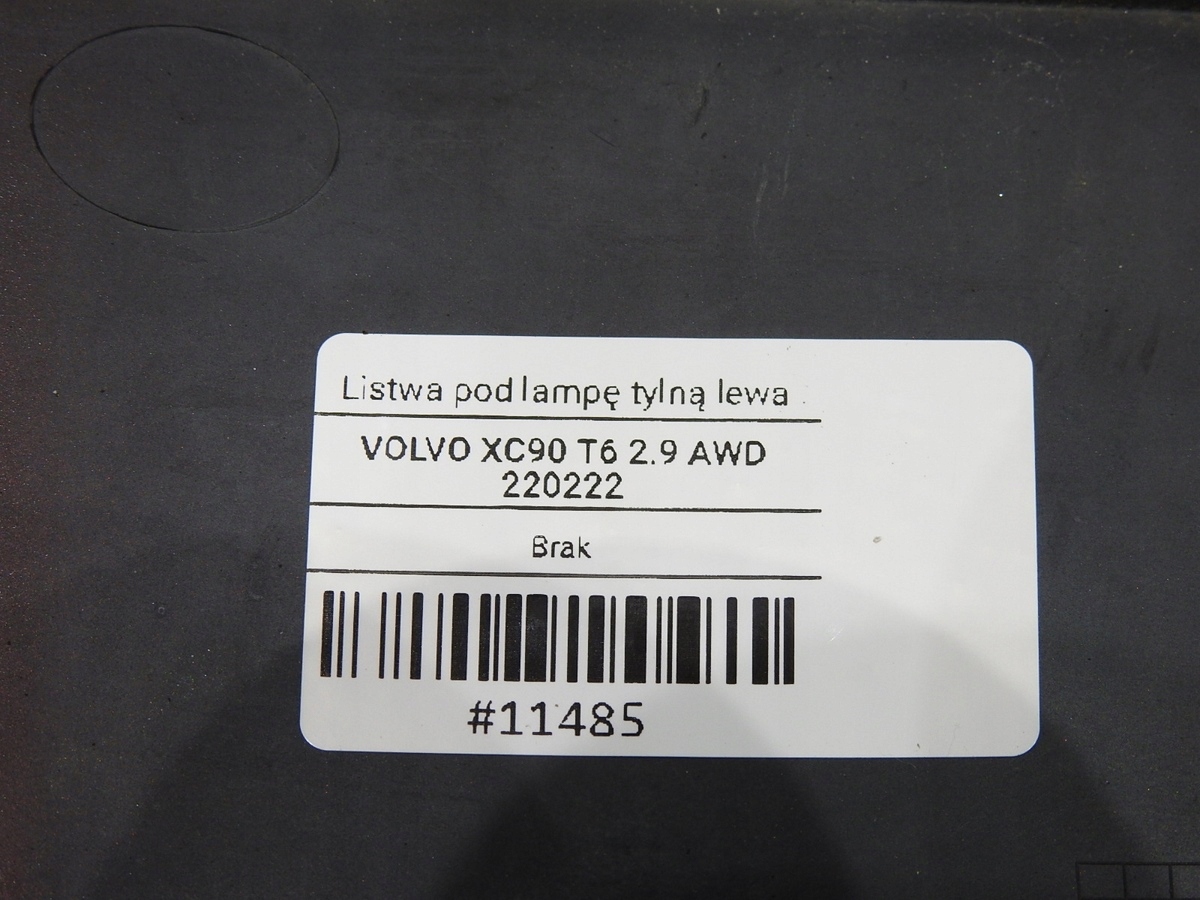 Listwa pod lampę tylną lewa
VOLVO XC90 T6 2.9 AWD
220222
Brak
#11485